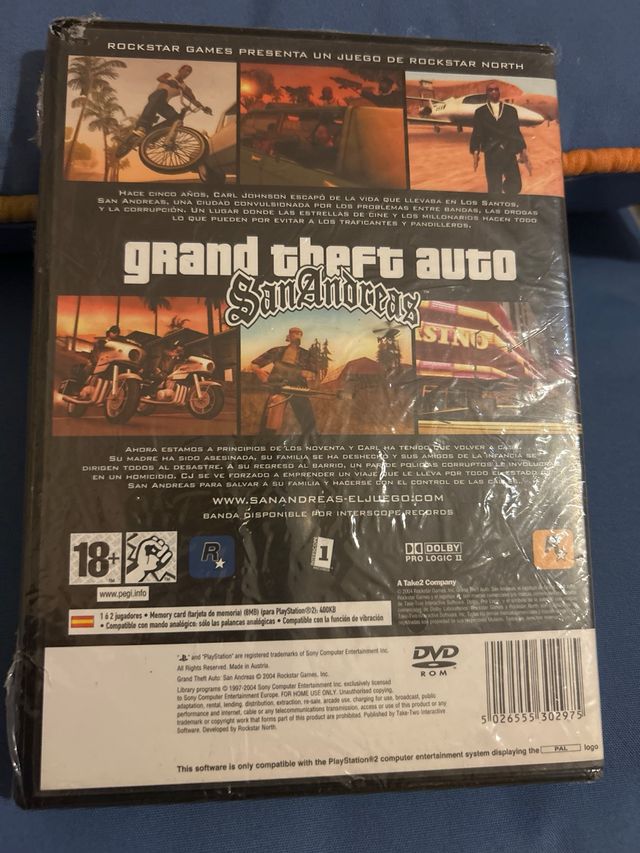 ROCKSTAR GAMES PRESENTA UN JUEGO DE ROCKSTAR NORTH
HACE CINCO AÑOS, CARL JOHNSON ESCAPÓ DE LA VIDA QUE LLEVABA EN LOS SANTOS,
SAN ANDREAS, UNA CIUDAD CONVULSIONADA POR LOS PROBLEMAS ENTRE BANDAS, LAS DROGAS
Y LA CORRUPCIÓN. UN LUGAR DONDE LAS ESTRELLAS DE CINE Y LOS MILLONARIOS HACEN TODO
LO QUE PUEDEN POR EVITAR A LOS TRAFICANTES Y PANDILLEROS.
grand theft auto
San Andreas
SINO
AHORA ESTAMOS A PRINCIPIOS DE LOS NOVENTA Y CARL HA TENIDO QUE VOLVER A CASA.
SU MADRE HA SIDO ASESINADA, SU FAMILIA SE HA DESHECHO Y SUS AMIGOS DE LA INFANCIA SE
DIRIGEN TODOS AL DESASTRE. A SU REGRESO AL BARRIO, UN PAR DE POLICÍAS CORRUPTOS LE INVOLUCRA
EN UN HOMICIDIO. CJ SE VE FORZADO A EMPRENDER UN VIAJE QUE LE LLEVA POR TODO EL ESTADO DE
SAN ANDREAS PARA SALVAR A SU FAMILIA Y HACERSE CON EL CONTROL DE LAS CALLES.
WWW.SANANDREAS-ELJUEGO.COM
BANDA DISPONIBLE POR INTERSCOPE RECORDS
18+
www.pegi.info
R
1
DOLBY
PRO LOGIC II
R
A Take2 Company
1 ó 2 jugadores • Memory card (tarjeta de memoria) (8MB) (para PlayStation®2): 400KB
• Compatible con mando analógico: sólo las palancas analógicas • Compatible con la función de vibración
" " and "PlayStation" are registered trademarks of Sony Computer Entertainment Inc.
All Rights Reserved. Made in Austria.
Grand Theft Auto: San Andreas © 2004 Rockstar Games, Inc.
Library programs © 1997-2004 Sony Computer Entertainment Inc. exclusively licensed
to Sony Computer Entertainment Europe. FOR HOME USE ONLY. Unauthorised copying,
adaptation, rental, lending, distribution, extraction, re-sale, arcade use, charging for use, broadcast, public
performance and internet, cable or any telecommunications transmission, access or use of this product or any
trademark or copyright work that forms part of this product are prohibited. Published by Take-Two Interactive
Software. Developed by Rockstar North.
DVD
ROM
5 026555 302975
This software is only compatible with the PlayStation®2 computer entertainment system displaying the PAL logo